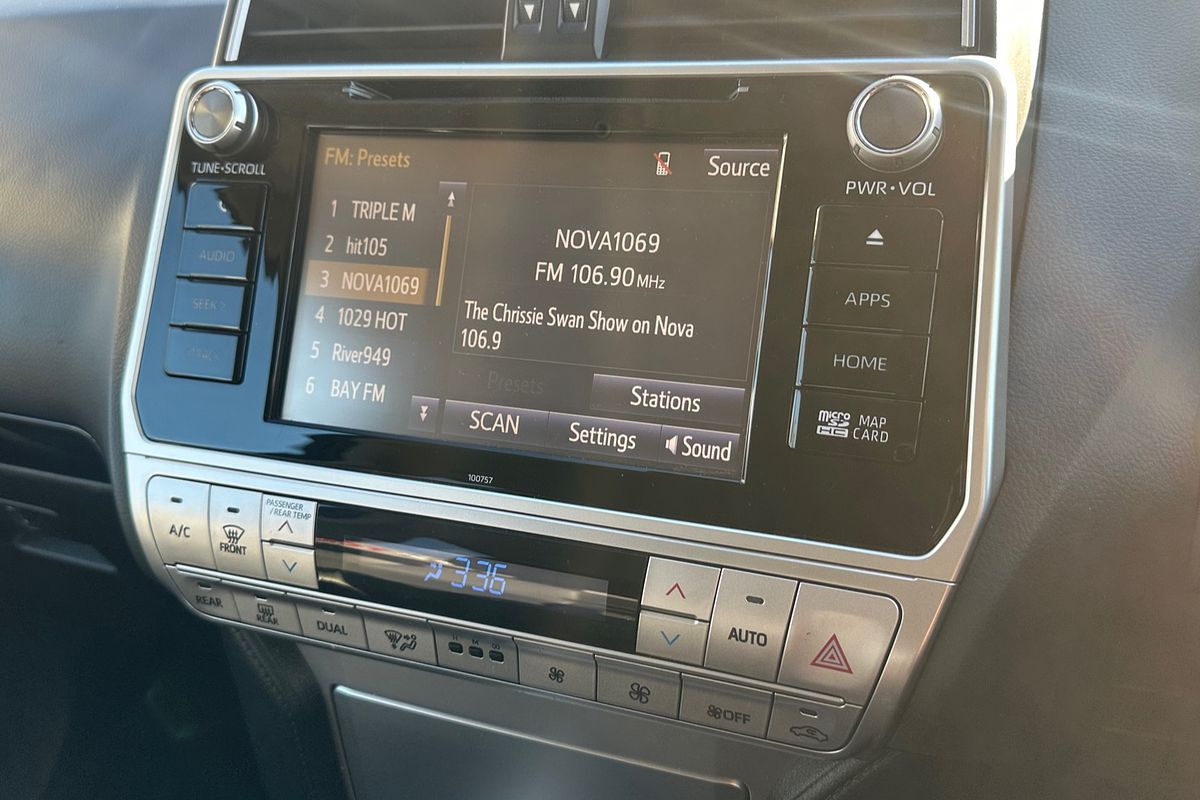 TUNE•SCROLL
AUDIO
SEEK >
FM: Presets
Source
1 TRIPLE M
2 hit105
3 NOVA1069
4 1029 HOT
5 River949
6 BAY FM
NOVA1069
FM 106.90 MHz
The Chrissie Swan Show on Nova
106.9
Presets
Stations
SCAN
Settings
Sound
PWR•VOL
APPS
HOME
micro
SD
HC
MAP
CARD
100757
A/C
FRONT
PASSENGER
/REAR TEMP
3:36
AUTO
REAR
REAR
DUAL
H M
OFF